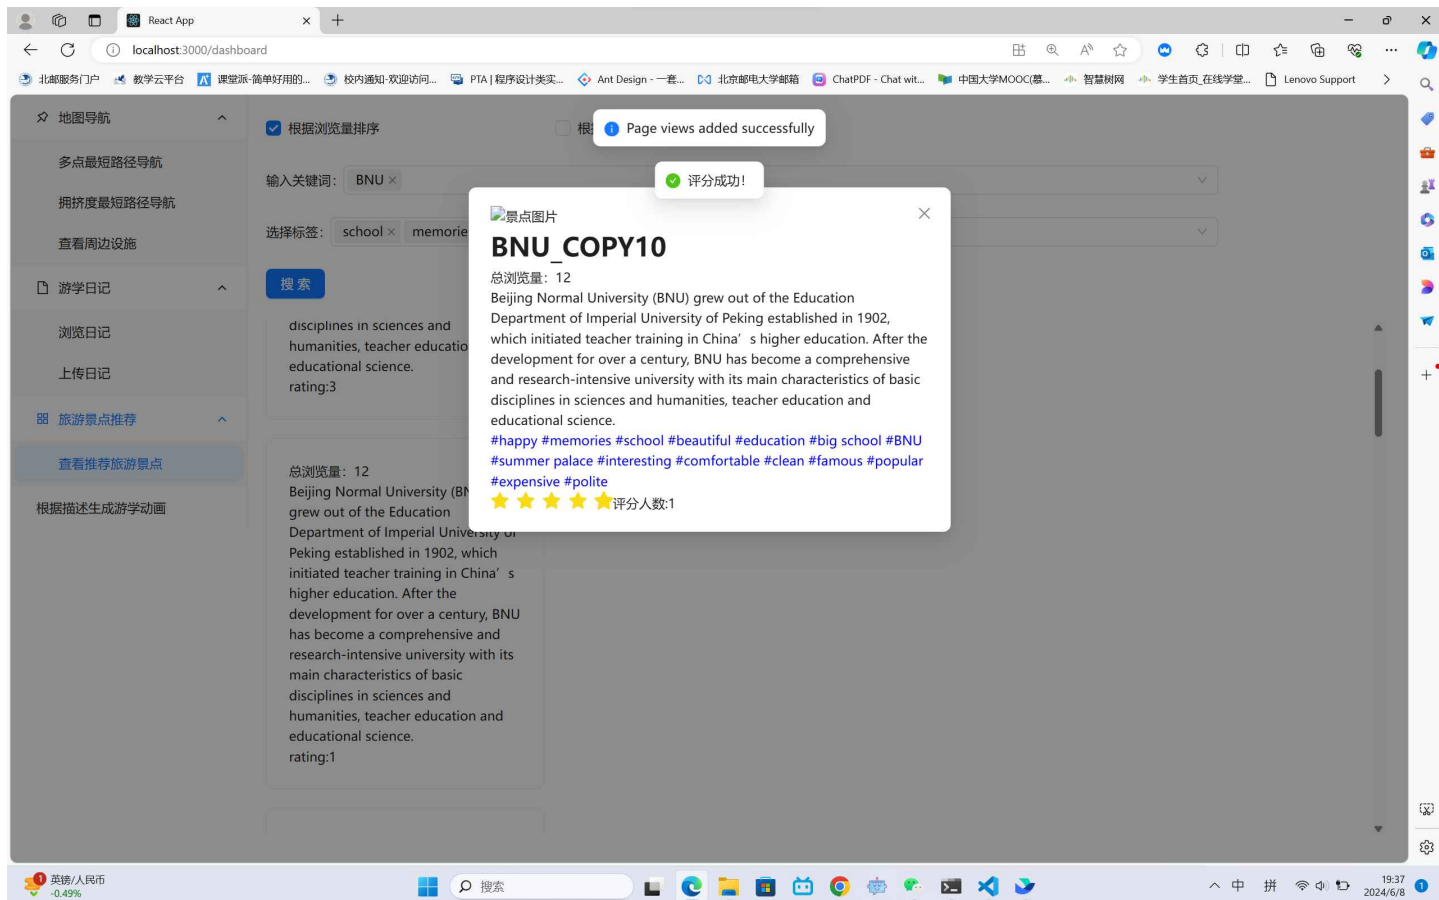 React App
localhost:3000/dashboard
北邮服务门户 教学云平台 课堂派-简单好用的... 校内通知-欢迎访问... PTA | 程序设计类实... Ant Design - 一套... 北京邮电大学邮箱 ChatPDF - Chat wit... 中国大学MOOC(慕... 智慧树网 学生首页_在线学堂... Lenovo Support
地图导航
多点最短路径导航
拥挤度最短路径导航
查看周边设施
游学日记
浏览日记
上传日记
旅游景点推荐
查看推荐旅游景点
根据描述生成游学动画
根据浏览量排序
根
Page views added successfully
评分成功!
输入关键词: BNU
选择标签: school memorie
搜 索
disciplines in sciences and
humanities, teacher educatio
educational science.
rating:3
总浏览量: 12
Beijing Normal University (BN
grew out of the Education
Department of Imperial University of
Peking established in 1902, which
initiated teacher training in China's
higher education. After the
development for over a century, BNU
has become a comprehensive and
research-intensive university with its
main characteristics of basic
disciplines in sciences and
humanities, teacher education and
educational science.
rating:1
景点图片
BNU_COPY10
总浏览量: 12
Beijing Normal University (BNU) grew out of the Education
Department of Imperial University of Peking established in 1902,
which initiated teacher training in China's higher education. After the
development for over a century, BNU has become a comprehensive
and research-intensive university with its main characteristics of basic
disciplines in sciences and humanities, teacher education and
educational science.
#happy #memories #school #beautiful #education #big school #BNU
#summer palace #interesting #comfortable #clean #famous #popular
#expensive #polite
评分人数:1
1
英镑/人民币
-0.49%
搜索
中 拼
19:37
2024/6/8
1